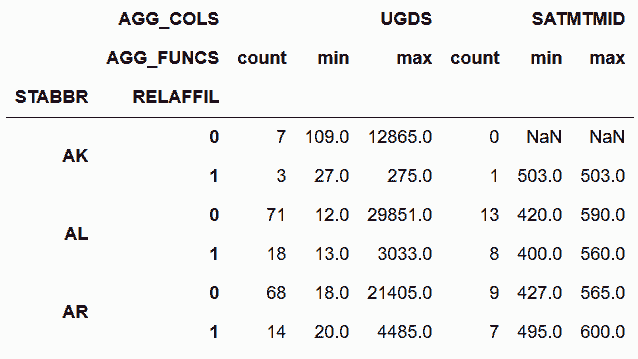 AGG_COLS UGDS SATMTMID
AGG_FUNCS count min max count min max
STABBR RELAFFIL
AK 0 7 109.0 12865.0 0 NaN NaN
1 3 27.0 275.0 1 503.0 503.0
AL 0 71 12.0 29851.0 13 420.0 590.0
1 18 13.0 3033.0 8 400.0 560.0
AR 0 68 18.0 21405.0 9 427.0 565.0
1 14 20.0 4485.0 7 495.0 600.0